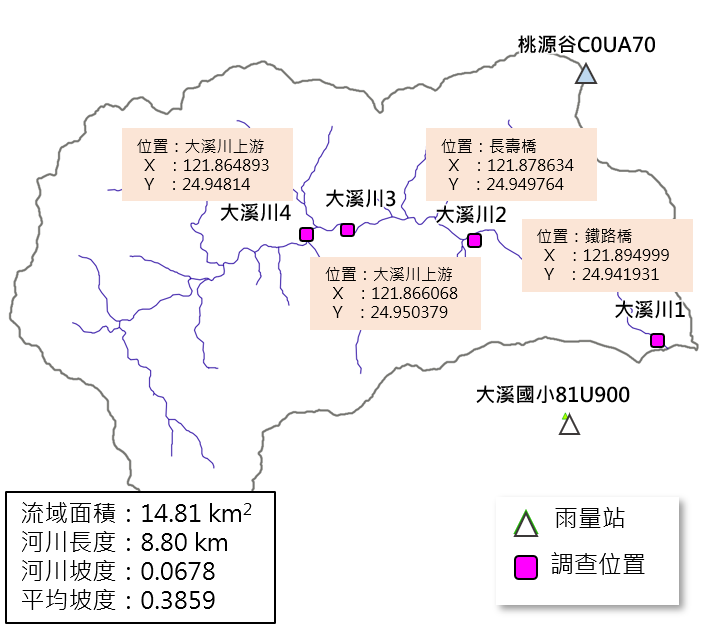 桃源谷C0UA70
位置：大溪川上游
X ：121.864893
Y ：24.94814
位置：長壽橋
X ：121.878634
Y ：24.949764
大溪川4
大溪川3
大溪川2
位置：鐵路橋
X ：121.894999
Y ：24.941931
位置：大溪川上游
X ：121.866068
Y ：24.950379
大溪川1
大溪國小81U900
流域面積：14.81 km²
河川長度：8.80 km
河川坡度：0.0678
平均坡度：0.3859
雨量站
調查位置